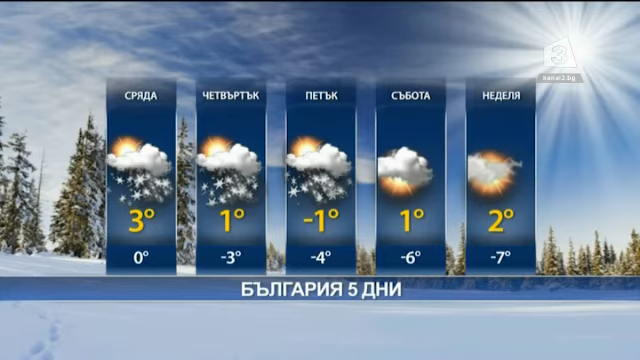 3
kanal3.bg
СРЯДА ЧЕТВЪРТЪК ПЕТЪК СЪБОТА НЕДЕЛЯ
3° 1° -1° 1° 2°
0° -3° -4° -6° -7°
БЪЛГАРИЯ 5 ДНИ